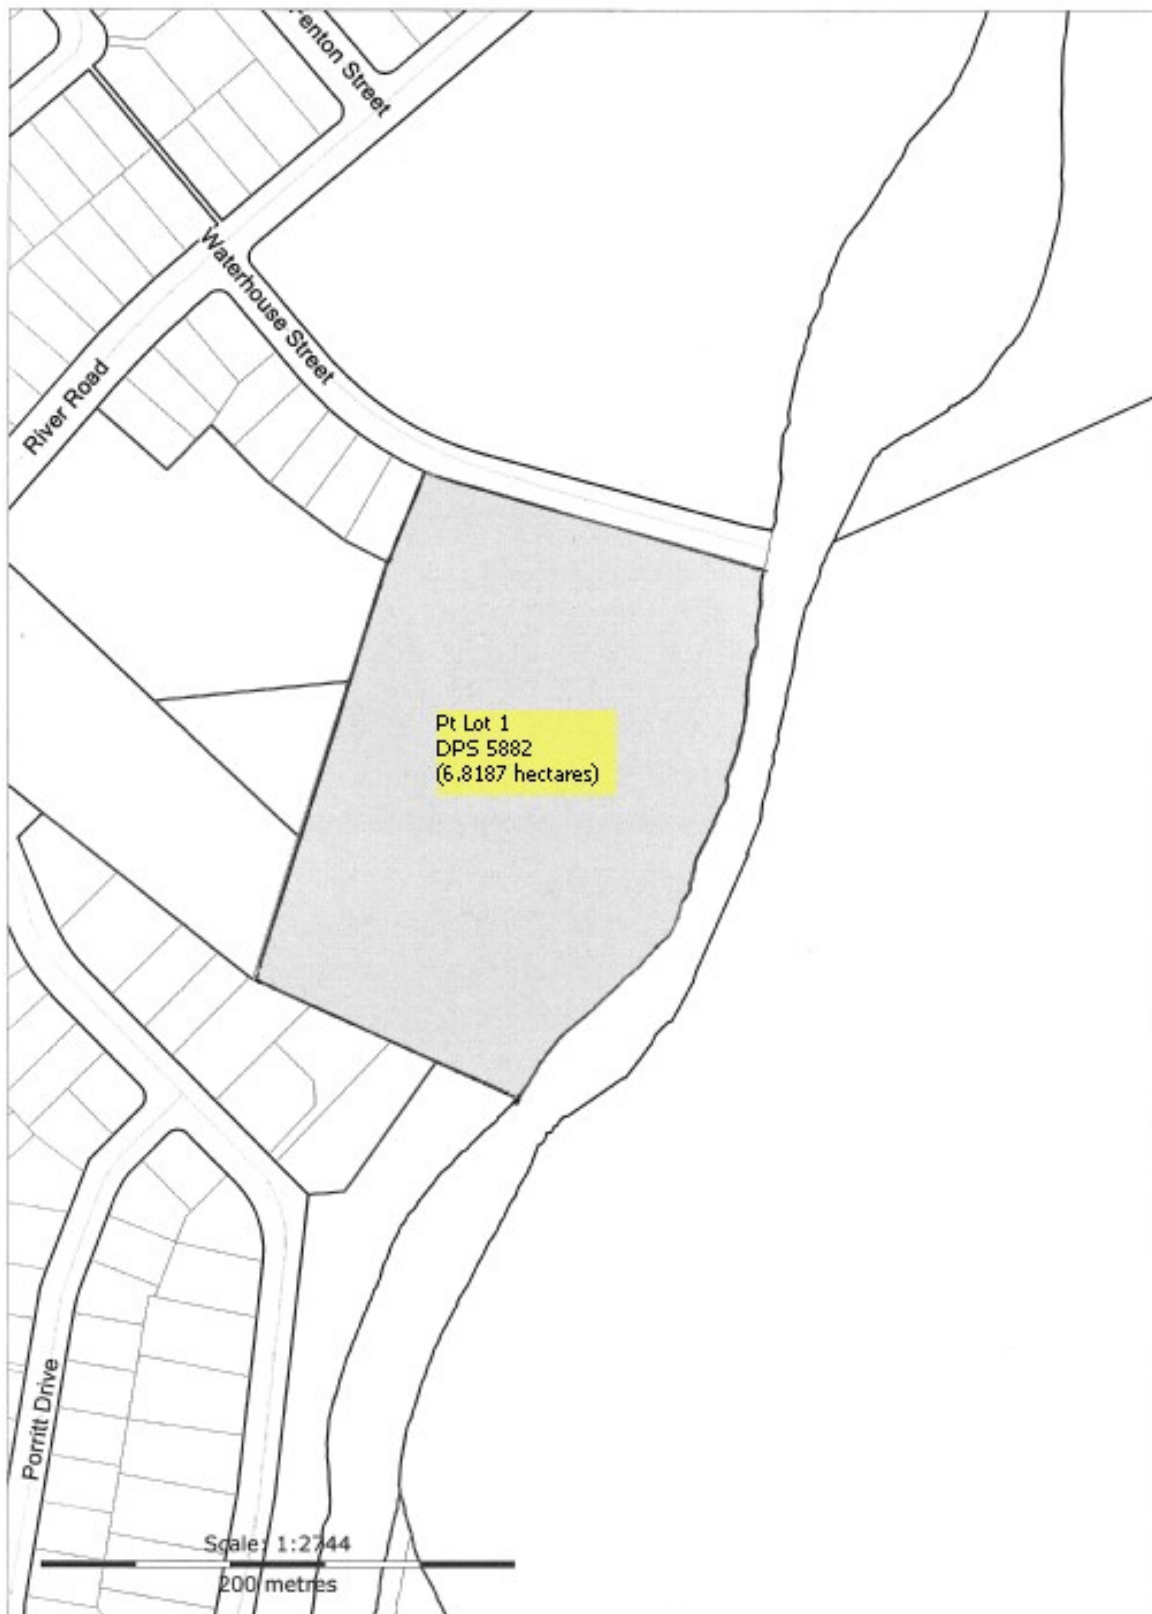 Fenton Street
Waterhouse Street
River Road
Pt Lot 1
DPS 5882
(6.8187 hectares)
Porritt Drive
Scale: 1:2744
200 metres